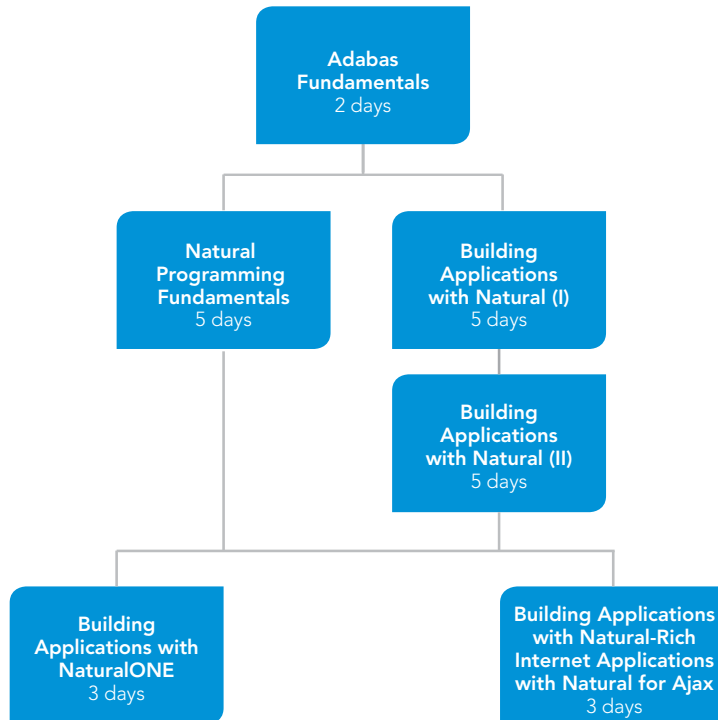 Adabas
Fundamentals
2 days
Natural
Programming
Fundamentals
5 days
Building
Applications
with Natural (I)
5 days
Building
Applications
with Natural (II)
5 days
Building
Applications with
NaturalONE
3 days
Building Applications
with Natural-Rich
Internet Applications
with Natural for Ajax
3 days